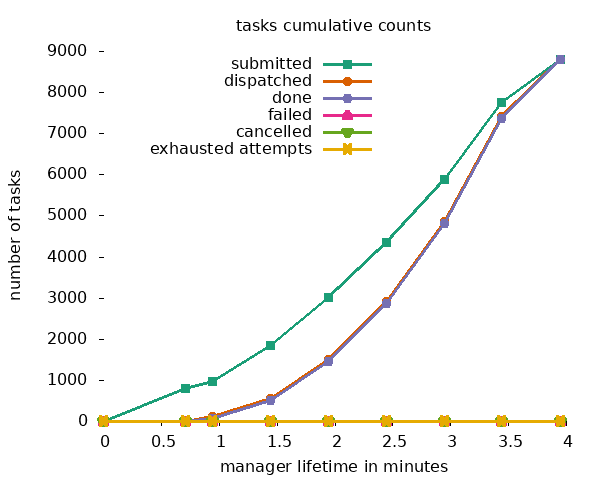 tasks cumulative counts
9000
8000
7000
6000
5000
4000
3000
2000
1000
0
submitted
dispatched
done
failed
cancelled
exhausted attempts
number of tasks
0 0.5 1 1.5 2 2.5 3 3.5 4
manager lifetime in minutes